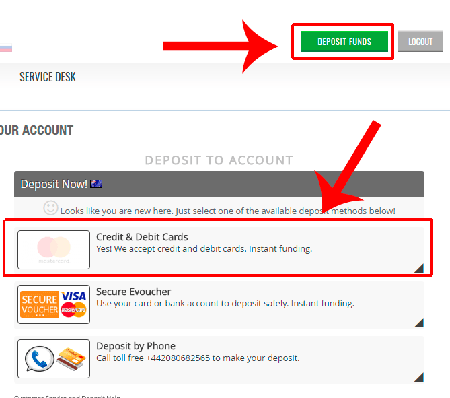 DEPOSIT FUNDS
LOGOUT
SERVICE DESK
OUR ACCOUNT
DEPOSIT TO ACCOUNT
Deposit Now!
Looks like you are new here. Just select one of the available deposit methods below!
Credit & Debit Cards
Yes! We accept credit and debit cards. Instant funding.
Secure Evoucher
Use your card or bank account to deposit safely. Instant funding.
SECURE
VOUCHER
VISA
MasterCard
Deposit by Phone
Call toll free +442080682565 to make your deposit.